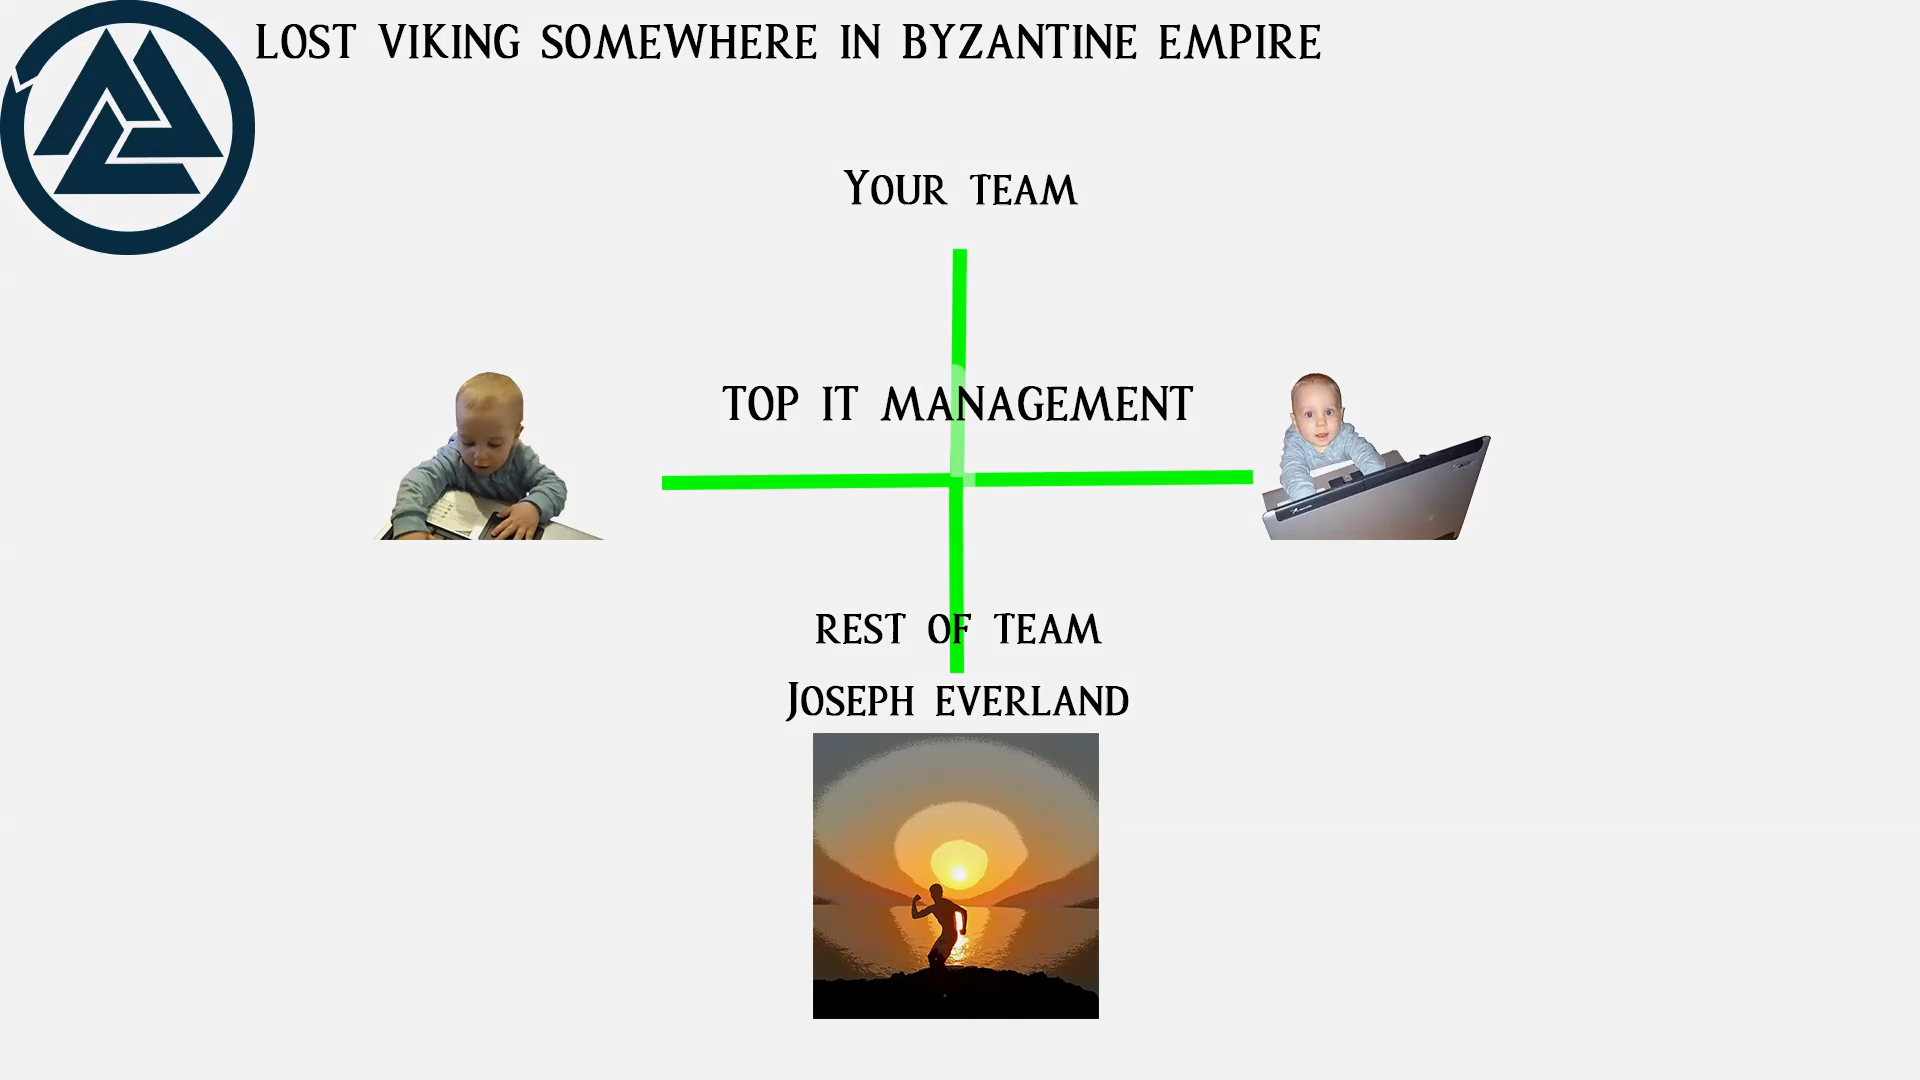 LOST VIKING SOMEWHERE IN BYZANTINE EMPIRE
YOUR TEAM
TOP IT MANAGEMENT
REST OF TEAM
JOSEPH EVERLAND